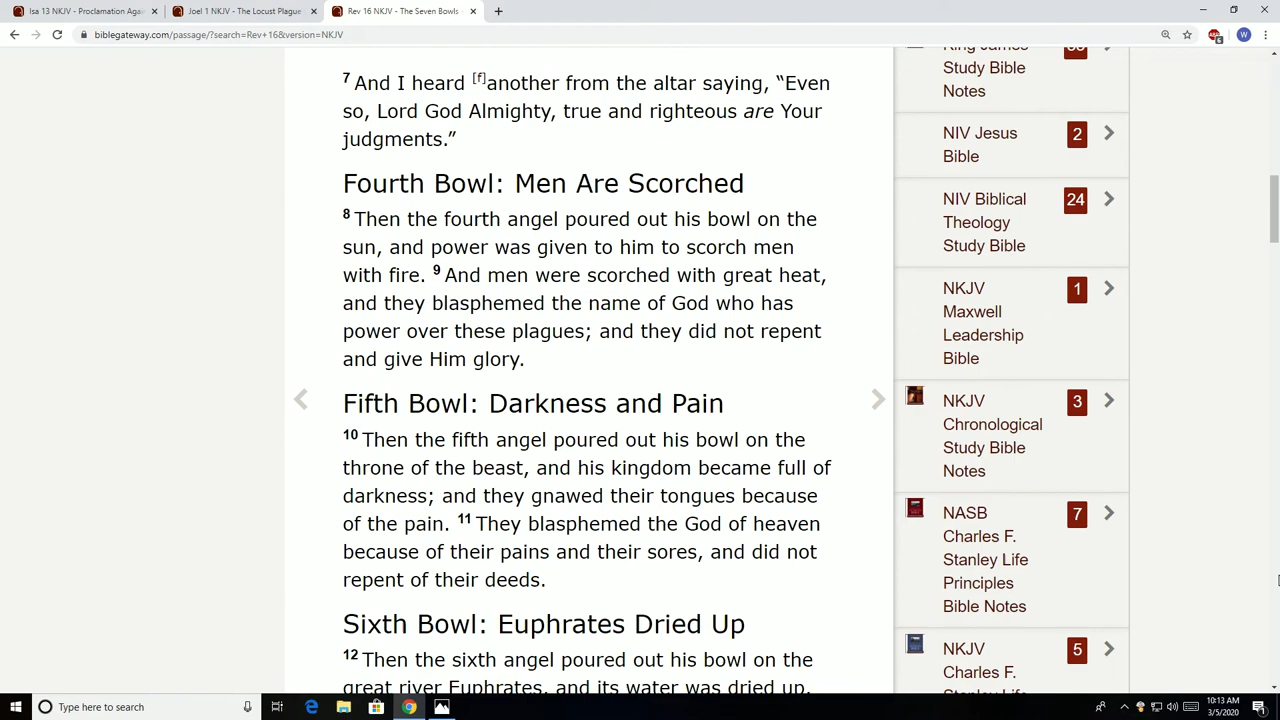 Isa 13 NKJV - Proclamation Aga
Joel 1 NKJV - The Locust Plague
Rev 16 NKJV - The Seven Bowls -
biblegateway.com/passage/?search=Rev+16&version=NKJV
7 And I heard [f]another from the altar saying, “Even
so, Lord God Almighty, true and righteous are Your
judgments.”
Fourth Bowl: Men Are Scorched
8 Then the fourth angel poured out his bowl on the
sun, and power was given to him to scorch men
with fire. 9 And men were scorched with great heat,
and they blasphemed the name of God who has
power over these plagues; and they did not repent
and give Him glory.
Fifth Bowl: Darkness and Pain
10 Then the fifth angel poured out his bowl on the
throne of the beast, and his kingdom became full of
darkness; and they gnawed their tongues because
of the pain. 11 They blasphemed the God of heaven
because of their pains and their sores, and did not
repent of their deeds.
Sixth Bowl: Euphrates Dried Up
12 Then the sixth angel poured out his bowl on the
great river Euphrates, and its water was dried up,
King James
Study Bible
Notes
NIV Jesus
Bible
2
NIV Biblical
Theology
Study Bible
24
NKJV
Maxwell
Leadership
Bible
1
NKJV
Chronological
Study Bible
Notes
3
NASB
Charles F.
Stanley Life
Principles
Bible Notes
7
NKJV
Charles F.
Stanley Life
5
W
Type here to search
10:13 AM
3/5/2020